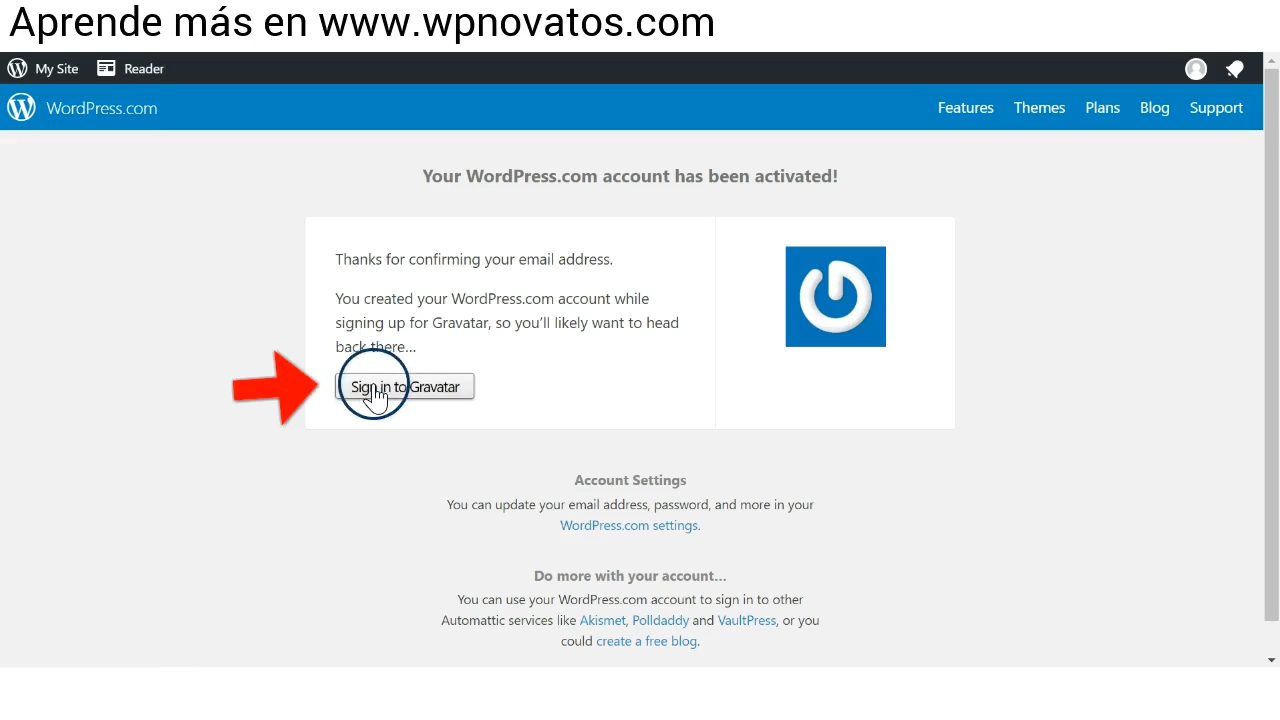 Aprende más en www.wpnovatos.com
My Site Reader
WordPress.com Features Themes Plans Blog Support
Your WordPress.com account has been activated!
Thanks for confirming your email address.
You created your WordPress.com account while
signing up for Gravatar, so you'll likely want to head
back there...
Sign in to Gravatar
Account Settings
You can update your email address, password, and more in your
WordPress.com settings.
Do more with your account...
You can use your WordPress.com account to sign in to other
Automattic services like Akismet, Polldaddy and VaultPress, or you
could create a free blog.